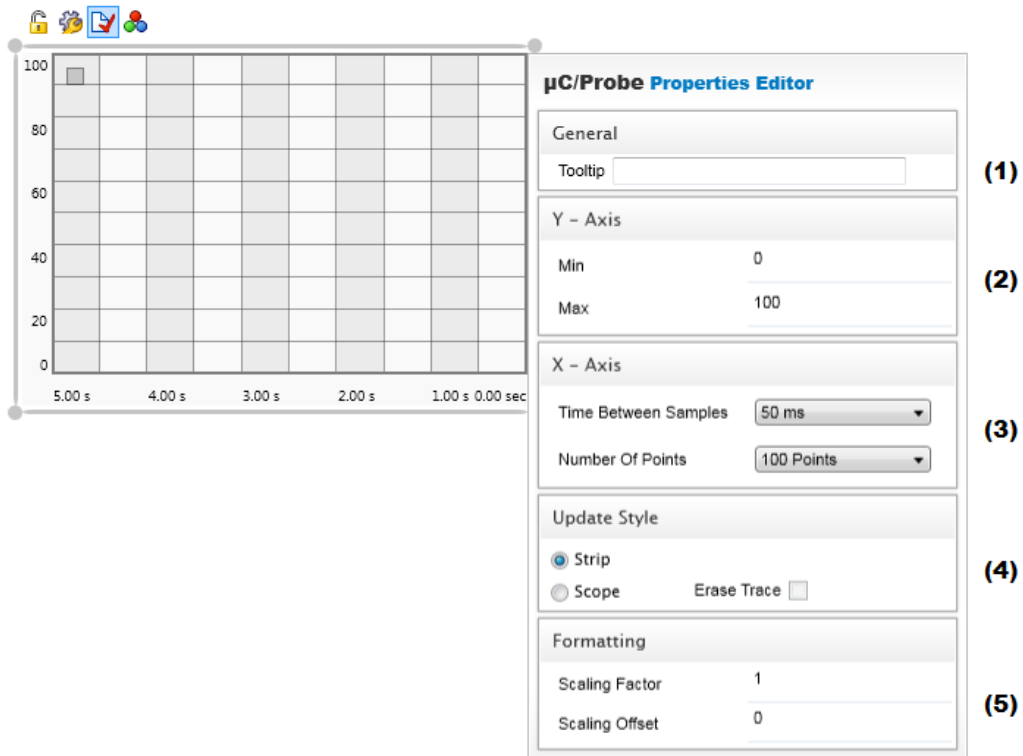 100
80
60
40
20
0
5.00 s 4.00 s 3.00 s 2.00 s 1.00 s 0.00 sec
µC/Probe Properties Editor
General
Tooltip
(1)
Y – Axis
Min 0
Max 100
(2)
X – Axis
Time Between Samples 50 ms
Number Of Points 100 Points
(3)
Update Style
Strip
Scope Erase Trace
(4)
Formatting
Scaling Factor 1
Scaling Offset 0
(5)